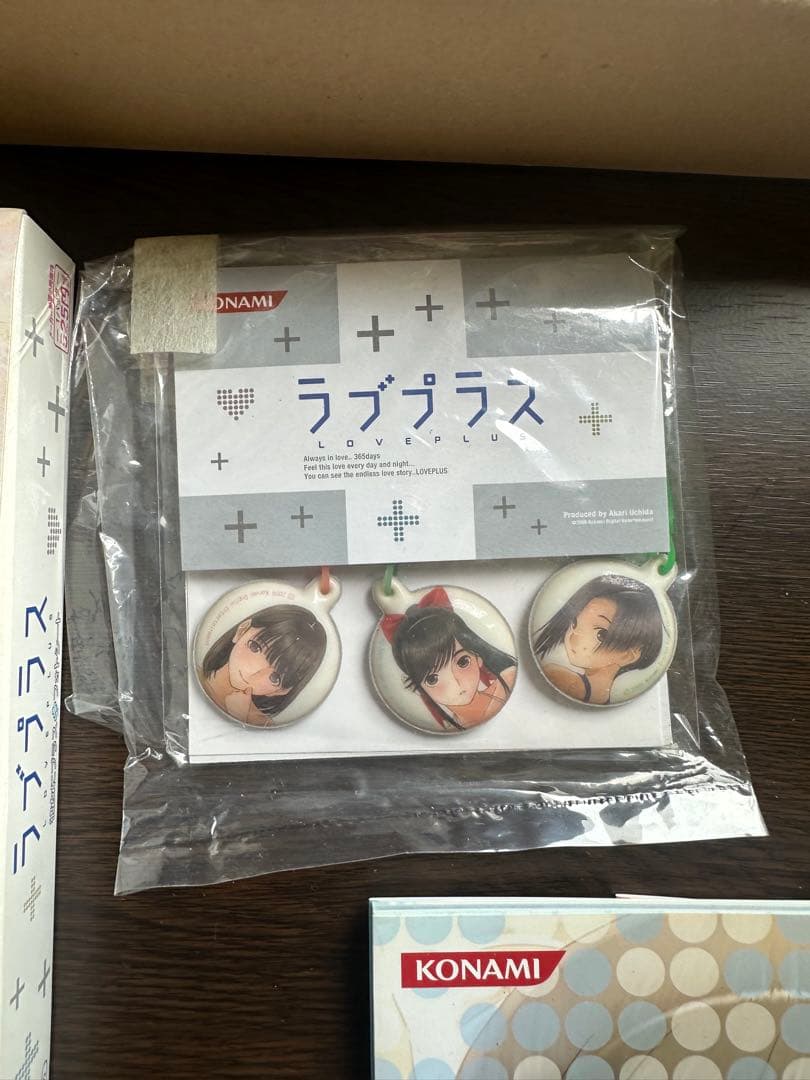 KONAMI
ラブプラス
LOVEPLUS
Always in love.. 365days
Feel this love every day and night...
You can see the endless love story..LOVEPLUS
Produced by Akari Uchida
ラブプラス
KONAMI